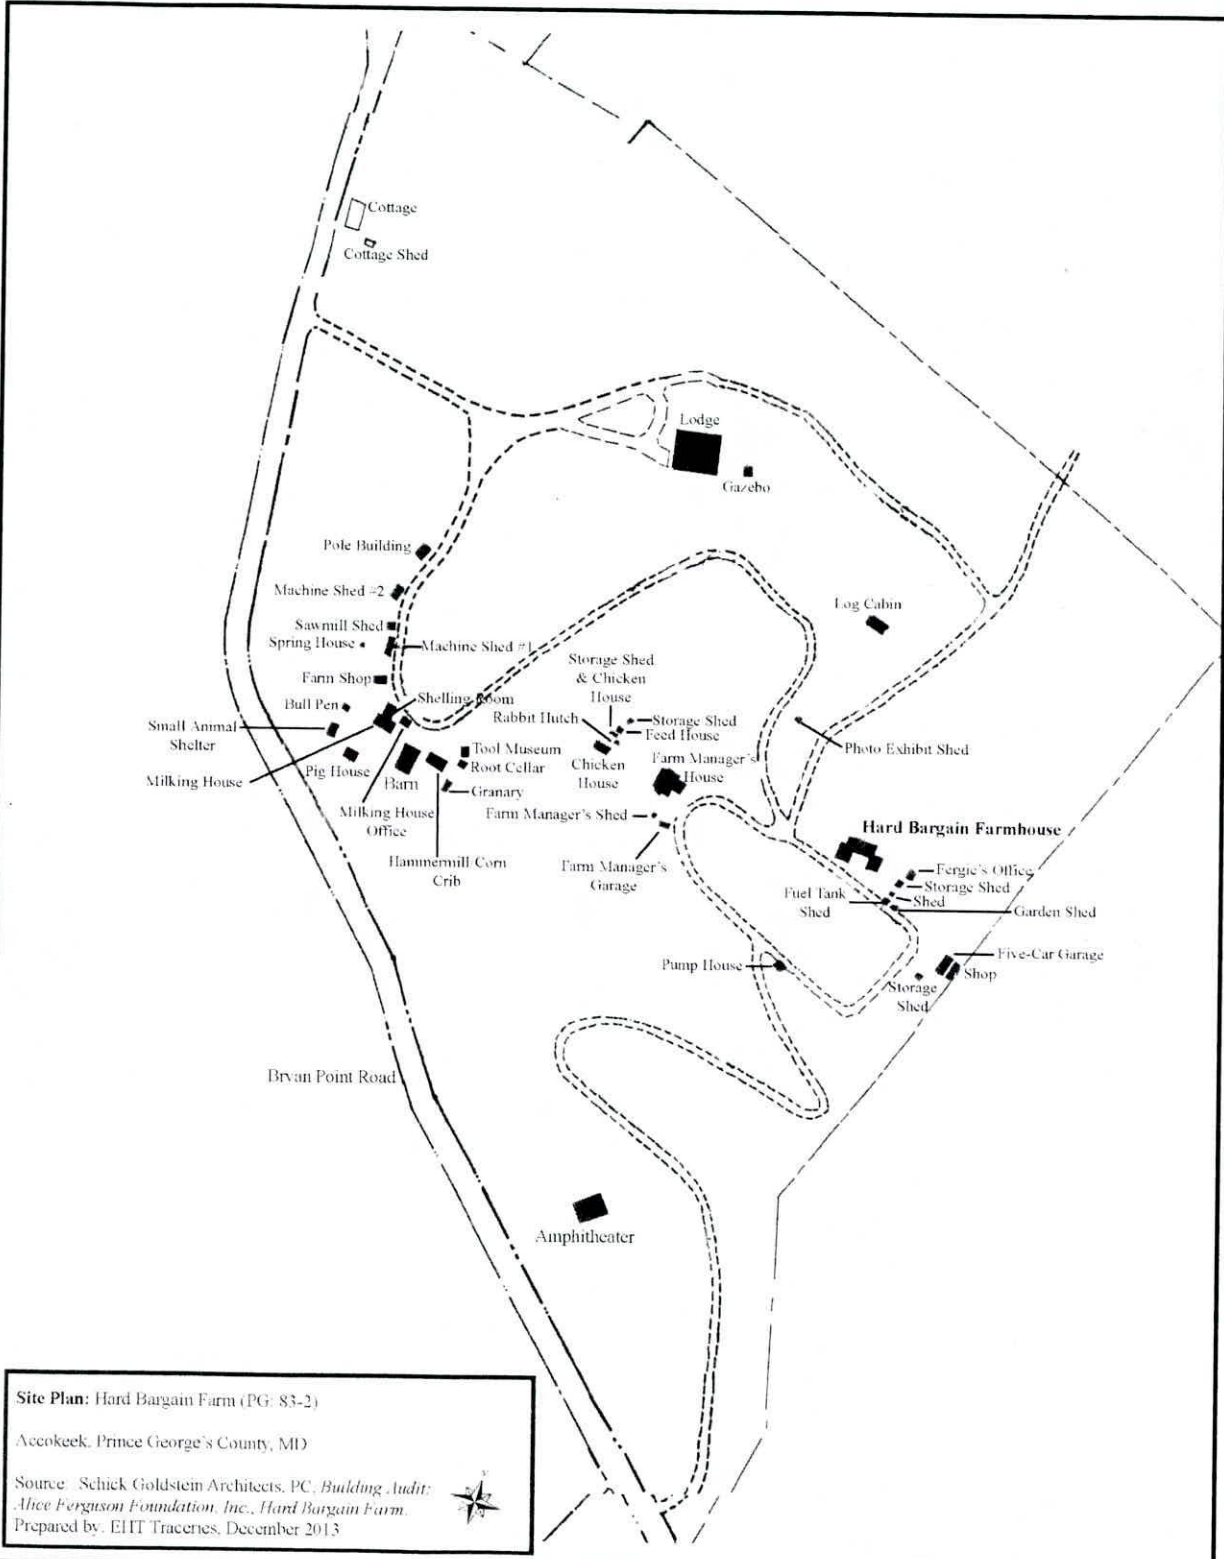 Cottage
Cottage Shed
Lodge
Gazebo
Pole Building
Machine Shed #2
Log Cabin
Sawmill Shed
Spring House
Machine Shed #1
Storage Shed
& Chicken
House
Farm Shop
Shelling Room
Bull Pen
Rabbit Hutch
Storage Shed
Small Animal
Shelter
Feed House
Tool Museum
Photo Exhibit Shed
Chicken
House
Farm Manager's
House
Root Cellar
Pig House
Milking House
Barn
Granary
Milking House
Office
Farm Manager's Shed
Hard Bargain Farmhouse
Hammermill/Corn
Crib
Farm Manager's
Garage
Fergie's Office
Storage Shed
Fuel Tank
Shed
Shed
Garden Shed
Five-Car Garage
Pump House
Shop
Storage
Shed
Bryan Point Road
Amphitheater
Site Plan: Hard Bargain Farm (PG: 83-2)
Accokeek, Prince George's County, MD
Source: Schick Goldstein Architects, PC, Building Audit:
Alice Ferguson Foundation, Inc., Hard Bargain Farm.
Prepared by: EHT Traceries, December 2013
N